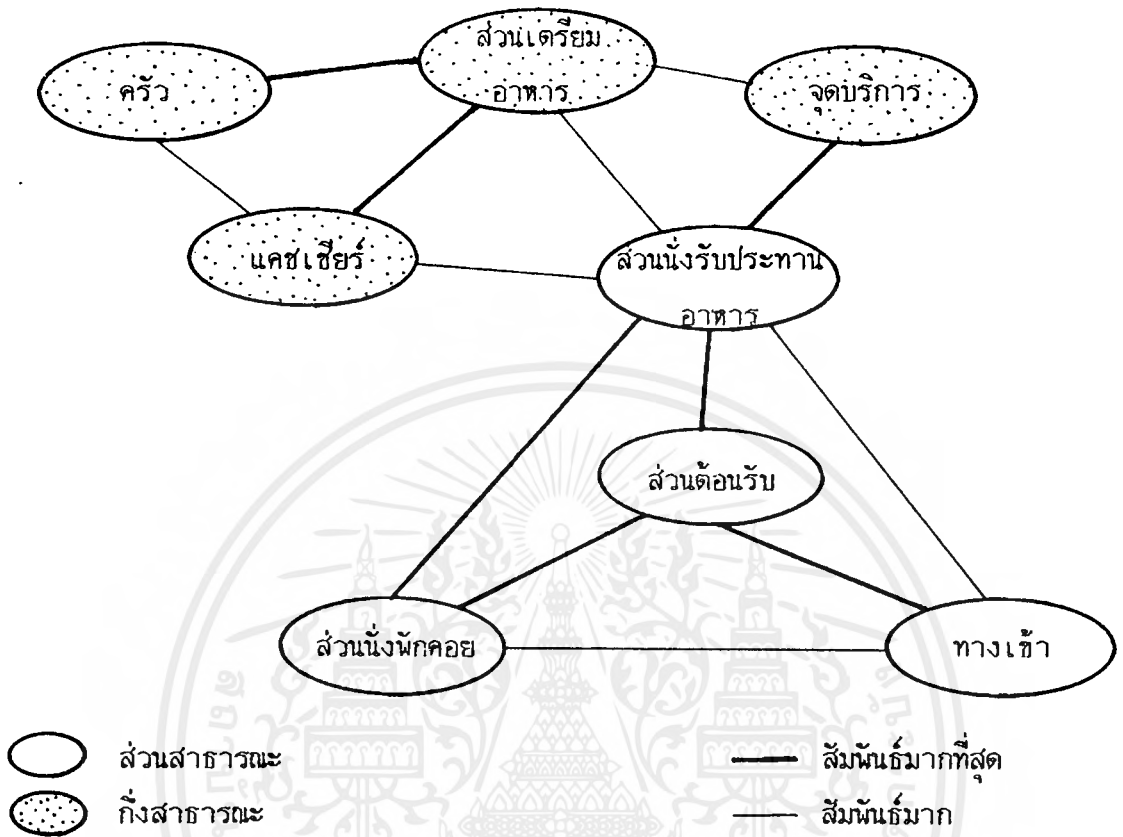 ส่วนเตรียม
อาหาร
ครัว
จุดบริการ
แคชเชียร์
ส่วนนั่งรับประทาน
อาหาร
ส่วนต้อนรับ
ส่วนนั่งพักคอย
ทางเข้า
ส่วนสาธารณะ
สัมพันธ์มากที่สุด
กึ่งสาธารณะ
สัมพันธ์มาก